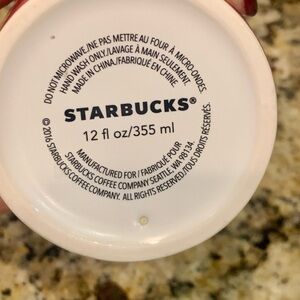 DO NOT MICROWAVE/NE PAS METTRE AU FOUR À MICRO-ONDES
HAND WASH ONLY/LAVAGE À MAIN SEULEMENT
MADE IN CHINA/FABRIQUÉ EN CHINE
STARBUCKS®
12 fl oz/355 ml
MANUFACTURED FOR / FABRIQUÉ POUR
STARBUCKS COFFEE COMPANY SEATTLE, WA 98134.
© 2016 STARBUCKS COFFEE COMPANY. ALL RIGHTS RESERVED./TOUS DROITS RÉSERVÉS.